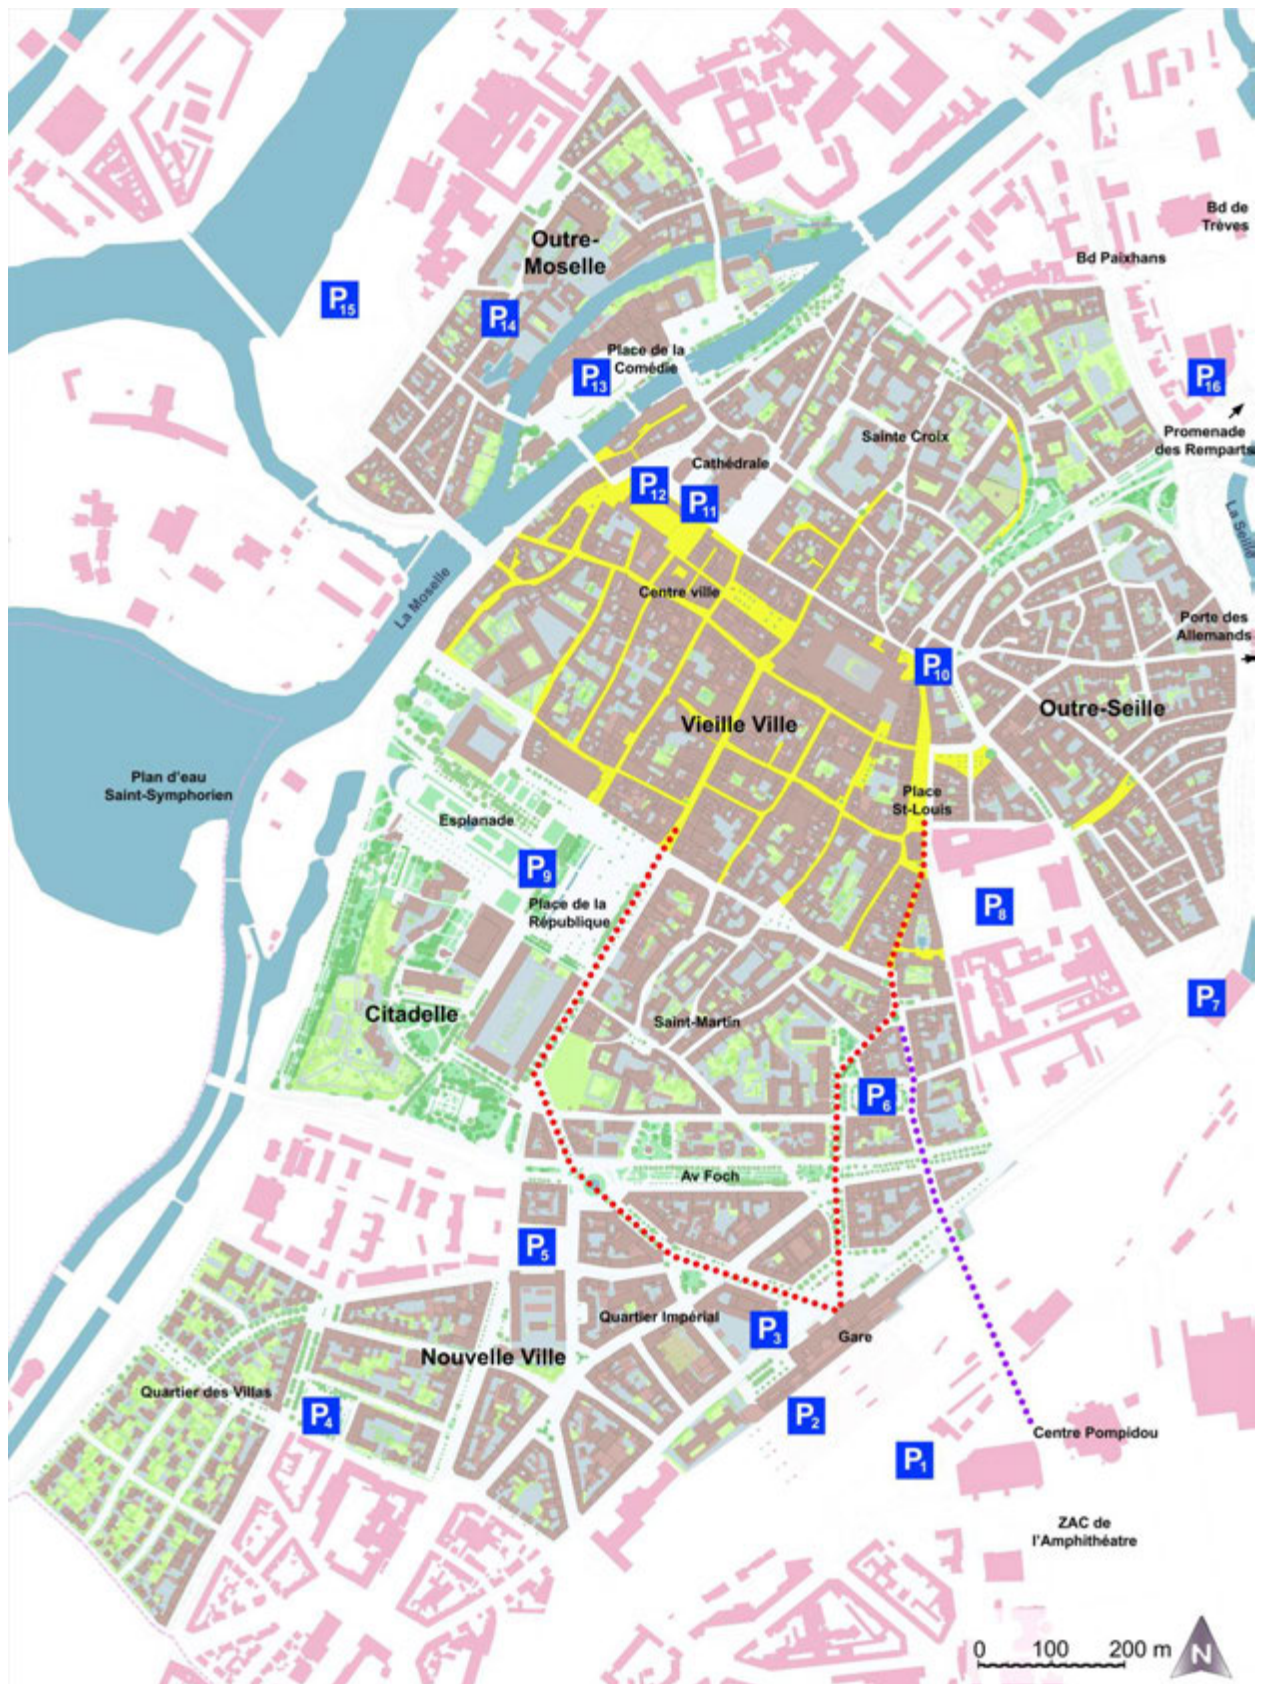 Bd de
Trèves
Outre-
Moselle
Bd Paixhans
P15
P14
Place de la
Comédie
P13
P16
Promenade
des Remparts
Sainte Croix
Cathédrale
P12
P11
La Seille
La Moselle
Centre ville
Porte des
Allemands
P10
Outre-Seille
Vieille Ville
Plan d'eau
Saint-Symphorien
Place
St-Louis
Esplanade
P9
Place de la
République
P8
P7
Citadelle
Saint-Martin
P6
Av Foch
P5
Quartier Impérial
P3
Gare
Nouvelle Ville
Quartier des Villas
P4
P2
Centre Pompidou
P1
ZAC de
l'Amphithéatre
0 100 200 m
N